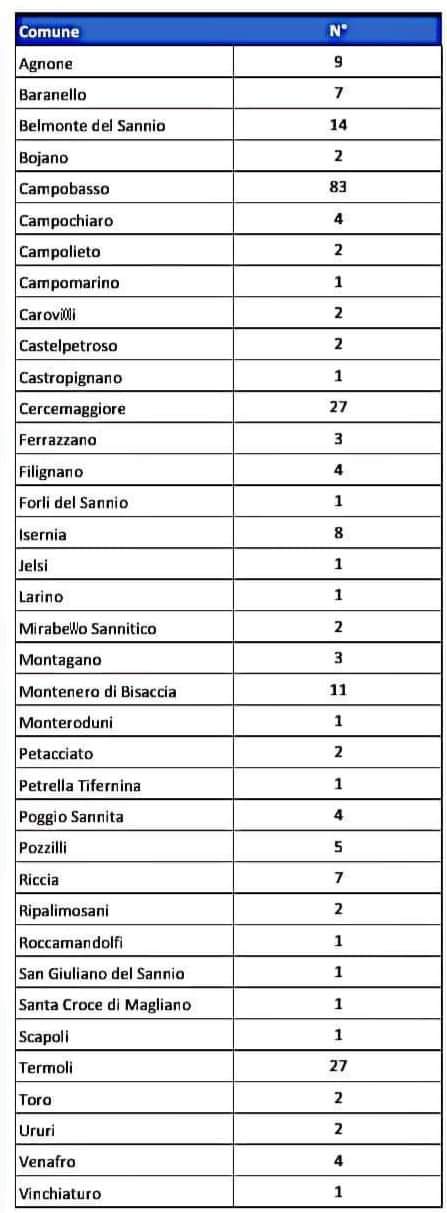 Comune N°
Agnone 9
Baranello 7
Belmonte del Sannio 14
Bojano 2
Campobasso 83
Campochiaro 4
Campolieto 2
Campomarino 1
Carovilli 2
Castelpetroso 2
Castropignano 1
Cercemaggiore 27
Ferrazzano 3
Filignano 4
Forli del Sannio 1
Isernia 8
Jelsi 1
Larino 1
Mirabello Sannitico 2
Montagano 3
Montenero di Bisaccia 11
Monteroduni 1
Petacciato 2
Petrella Tifernina 1
Poggio Sannita 4
Pozzilli 5
Riccia 7
Ripalimosani 2
Roccamandolfi 1
San Giuliano del Sannio 1
Santa Croce di Magliano 1
Scapoli 1
Termoli 27
Toro 2
Ururi 2
Venafro 4
Vinchiaturo 1